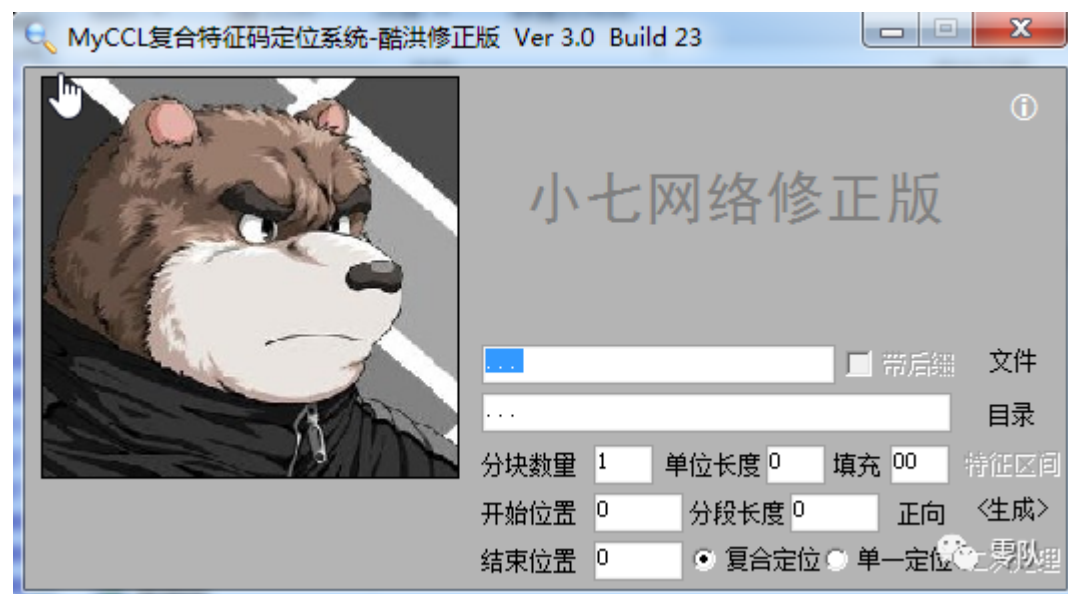 MyCCL复合特征码定位系统-酷洪修正版 Ver 3.0 Build 23
小七网络修正版
... 带后缀 文件
... 目录
分块数量 1 单位长度 0 填充 00 特征区间
开始位置 0 分段长度 0 正向 <生成>
结束位置 0 复合定位 单一定位